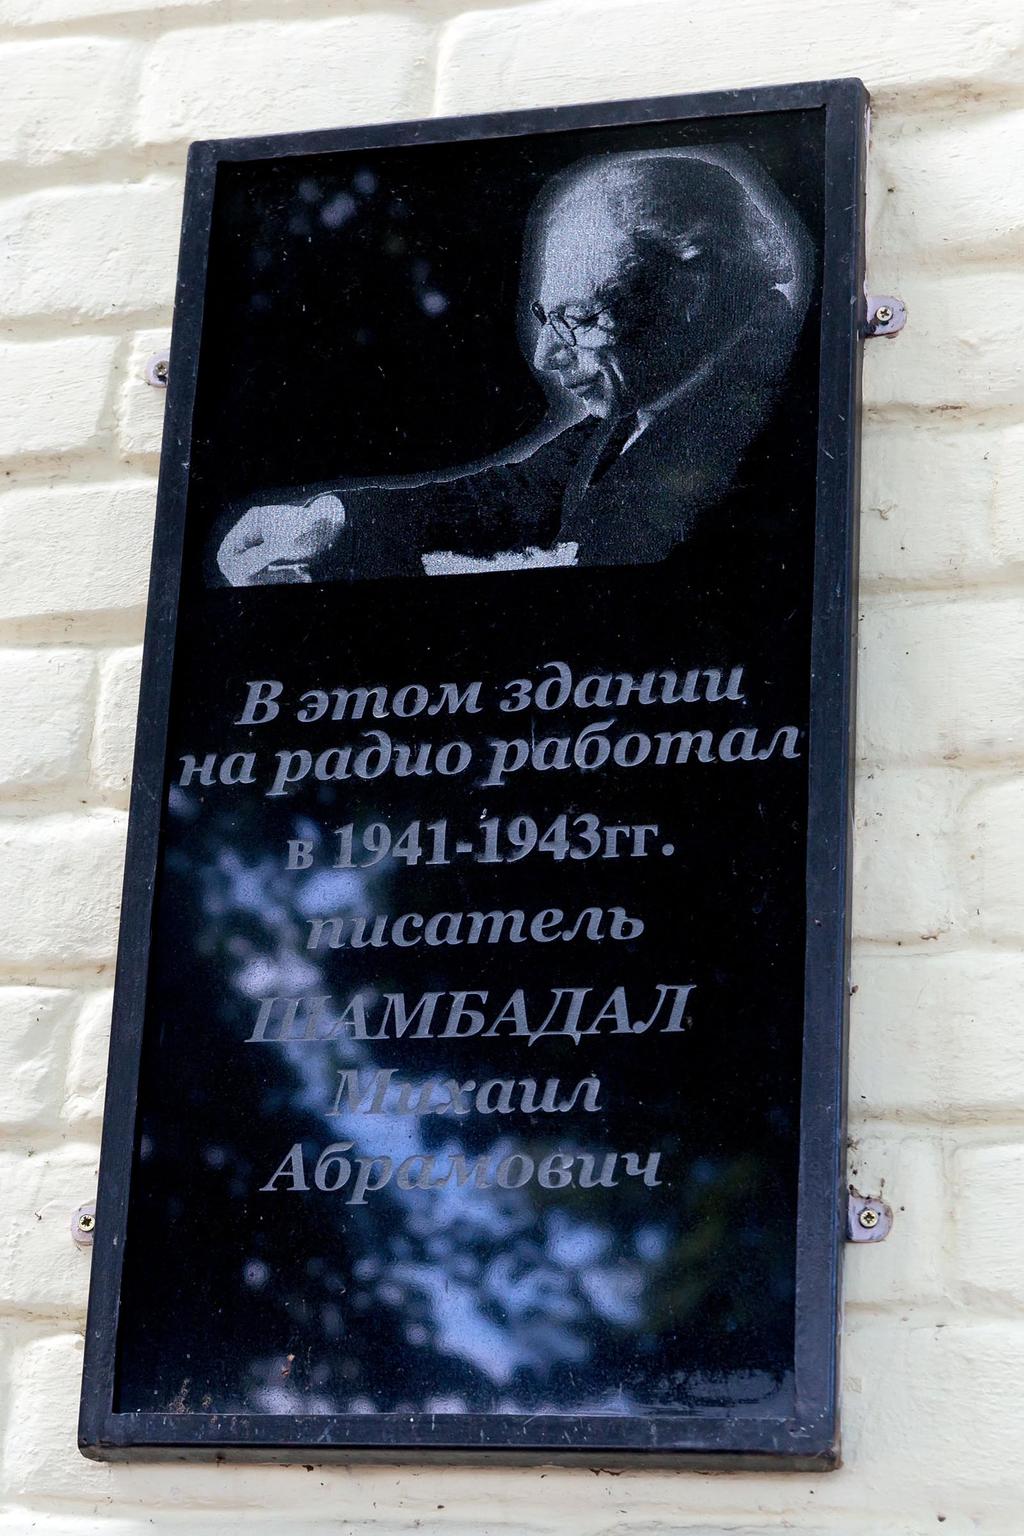 В этом здании
на радио работал
в 1941-1943гг.
писатель
ШАМБАДАЛ
Михаил
Абрамович